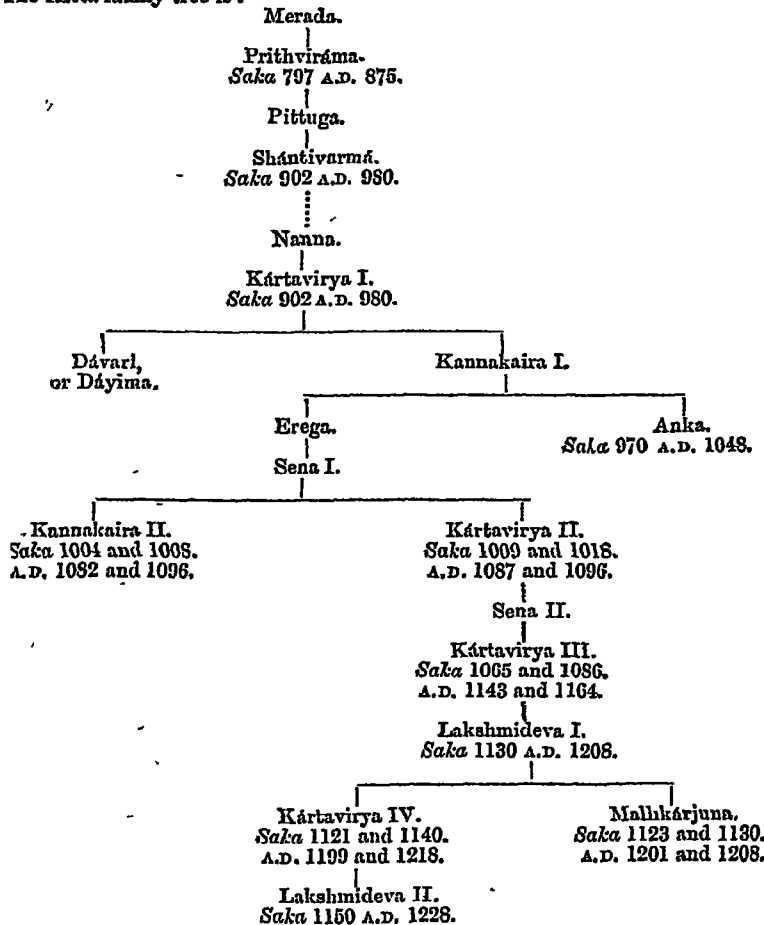 Merada.
Prithviráma.
Saka 797 A.D. 875.
Pittuga.
Shántivarmá.
Saka 902 A.D. 980.
Nanna.
Kártavirya I.
Saka 902 A.D. 980.
Dávari,
or Dáyima.
Kannakaira I.
Erega.
Anka.
Saka 970 A.D. 1048.
Sena I.
Kannakaira II.
Saka 1004 and 1008.
A.D. 1082 and 1096.
Kártavirya II.
Saka 1009 and 1018.
A.D. 1087 and 1096.
Sena II.
Kártavirya III.
Saka 1065 and 1086.
A.D. 1143 and 1164.
Lakshmideva I.
Saka 1130 A.D. 1208.
Kártavirya IV.
Saka 1121 and 1140.
A.D. 1199 and 1218.
Mallikárjuna.
Saka 1123 and 1130.
A.D. 1201 and 1208.
Lakshmideva II.
Saka 1150 A.D. 1228.